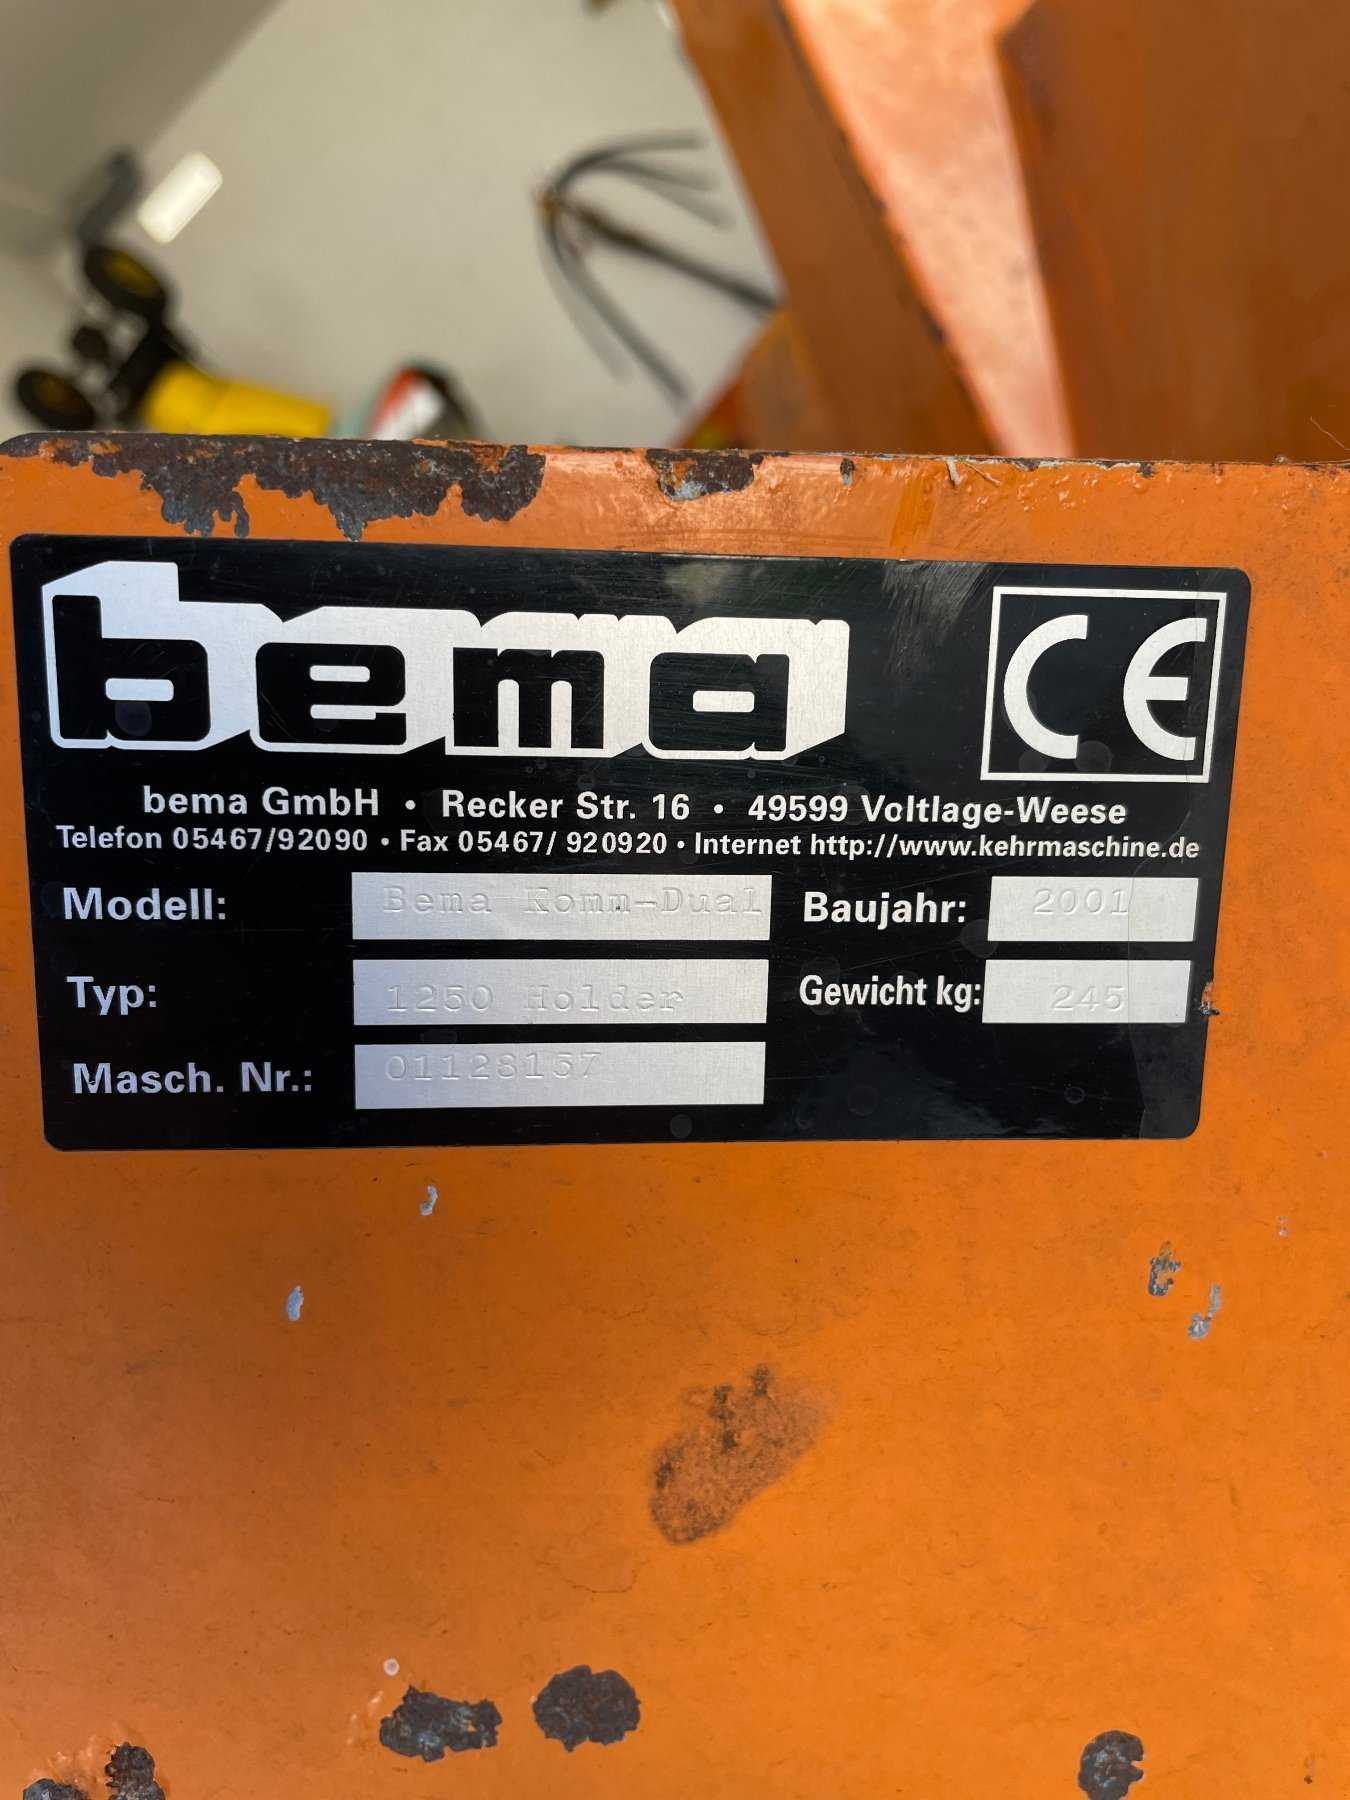 bema
CE
bema GmbH • Recker Str. 16 • 49599 Voltlage-Weese
Telefon 05467/92090 • Fax 05467/ 920920 • Internet http://www.kehrmaschine.de
Modell: Bema Komm-Dual Baujahr: 2001
Typ: 1250 Holder Gewicht kg: 245
Masch. Nr.: 01128157